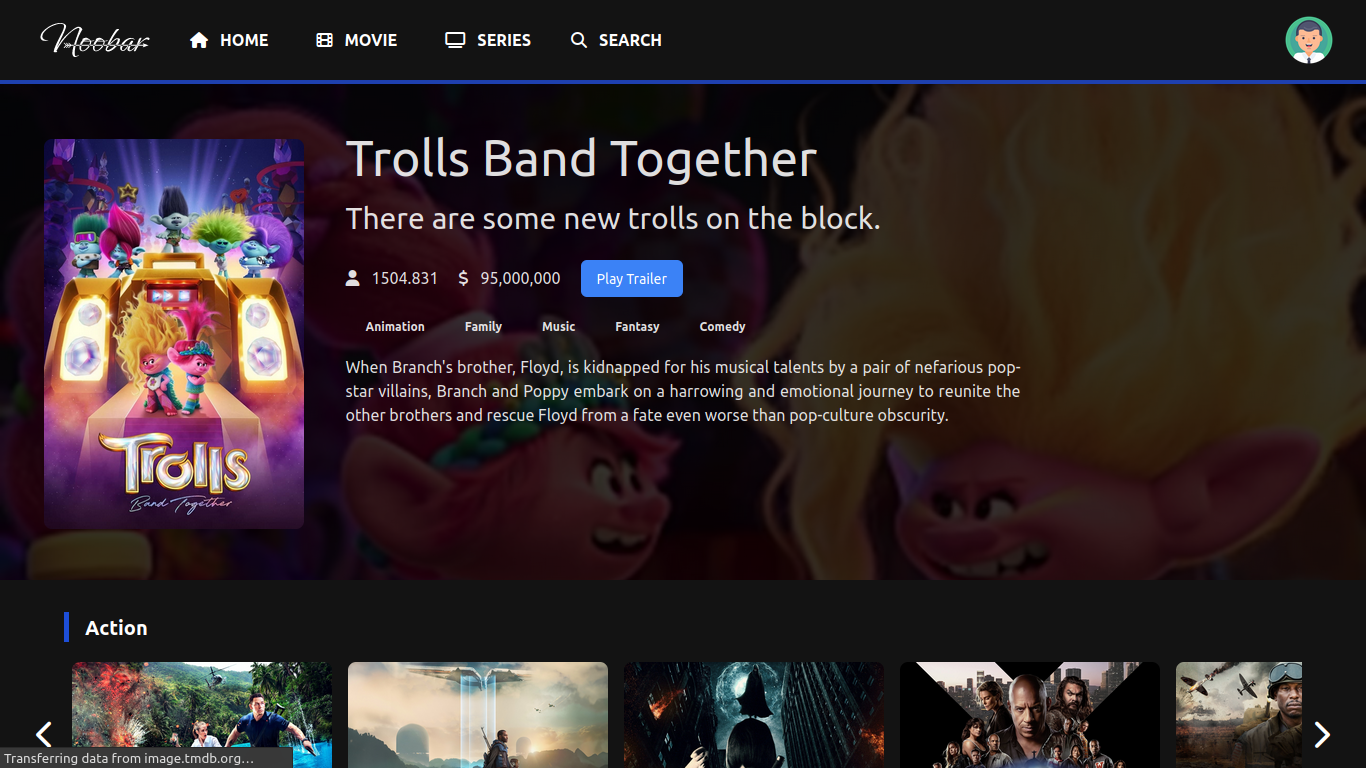 Noobar
HOME
MOVIE
SERIES
SEARCH
Trolls Band Together
There are some new trolls on the block.
1504.831
$ 95,000,000
Play Trailer
Animation
Family
Music
Fantasy
Comedy
When Branch's brother, Floyd, is kidnapped for his musical talents by a pair of nefarious pop-
star villains, Branch and Poppy embark on a harrowing and emotional journey to reunite the
other brothers and rescue Floyd from a fate even worse than pop-culture obscurity.
Trolls
Band Together
Action
Transferring data from image.tmdb.org…